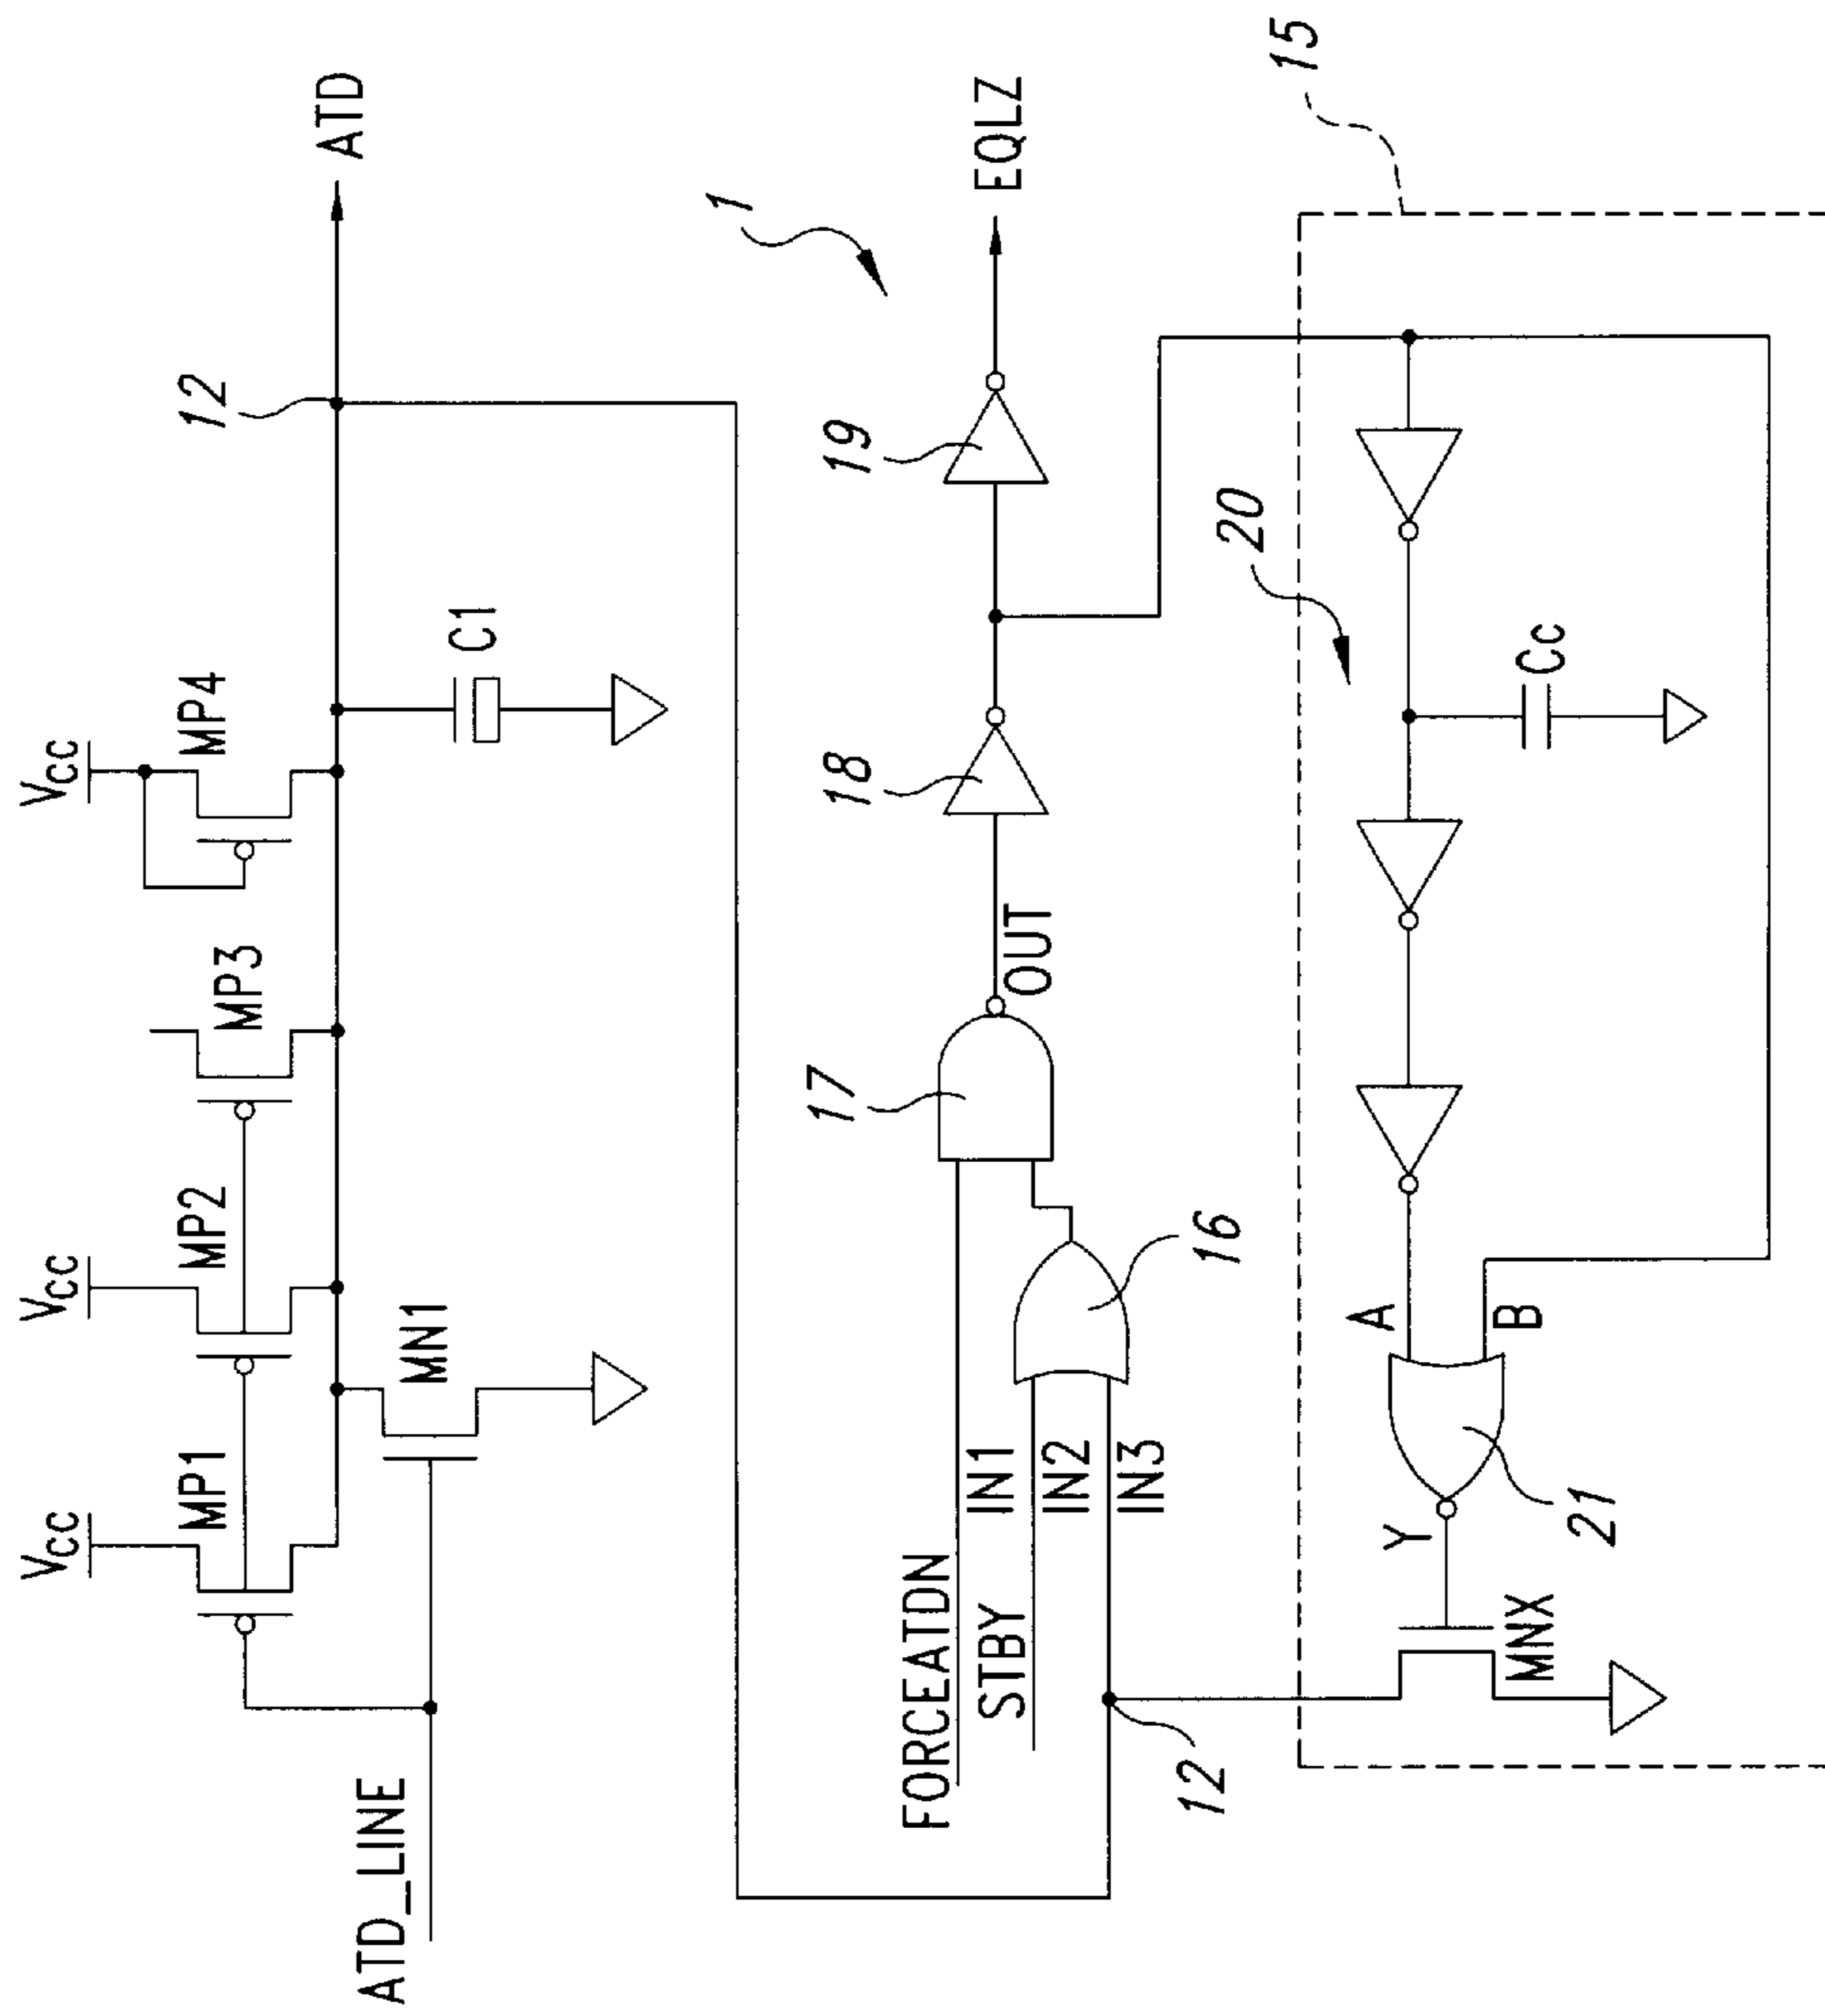 Vcc
MP1
Vcc
MP2
MP3
Vcc
MP4
ATD_LINE
MN1
C1
12
ATD
1
FORCEATDN
STBY
IN1
IN2
IN3
16
17
OUT
18
19
EQLZ
12
15
20
Cc
A
B
Y
21
MNX